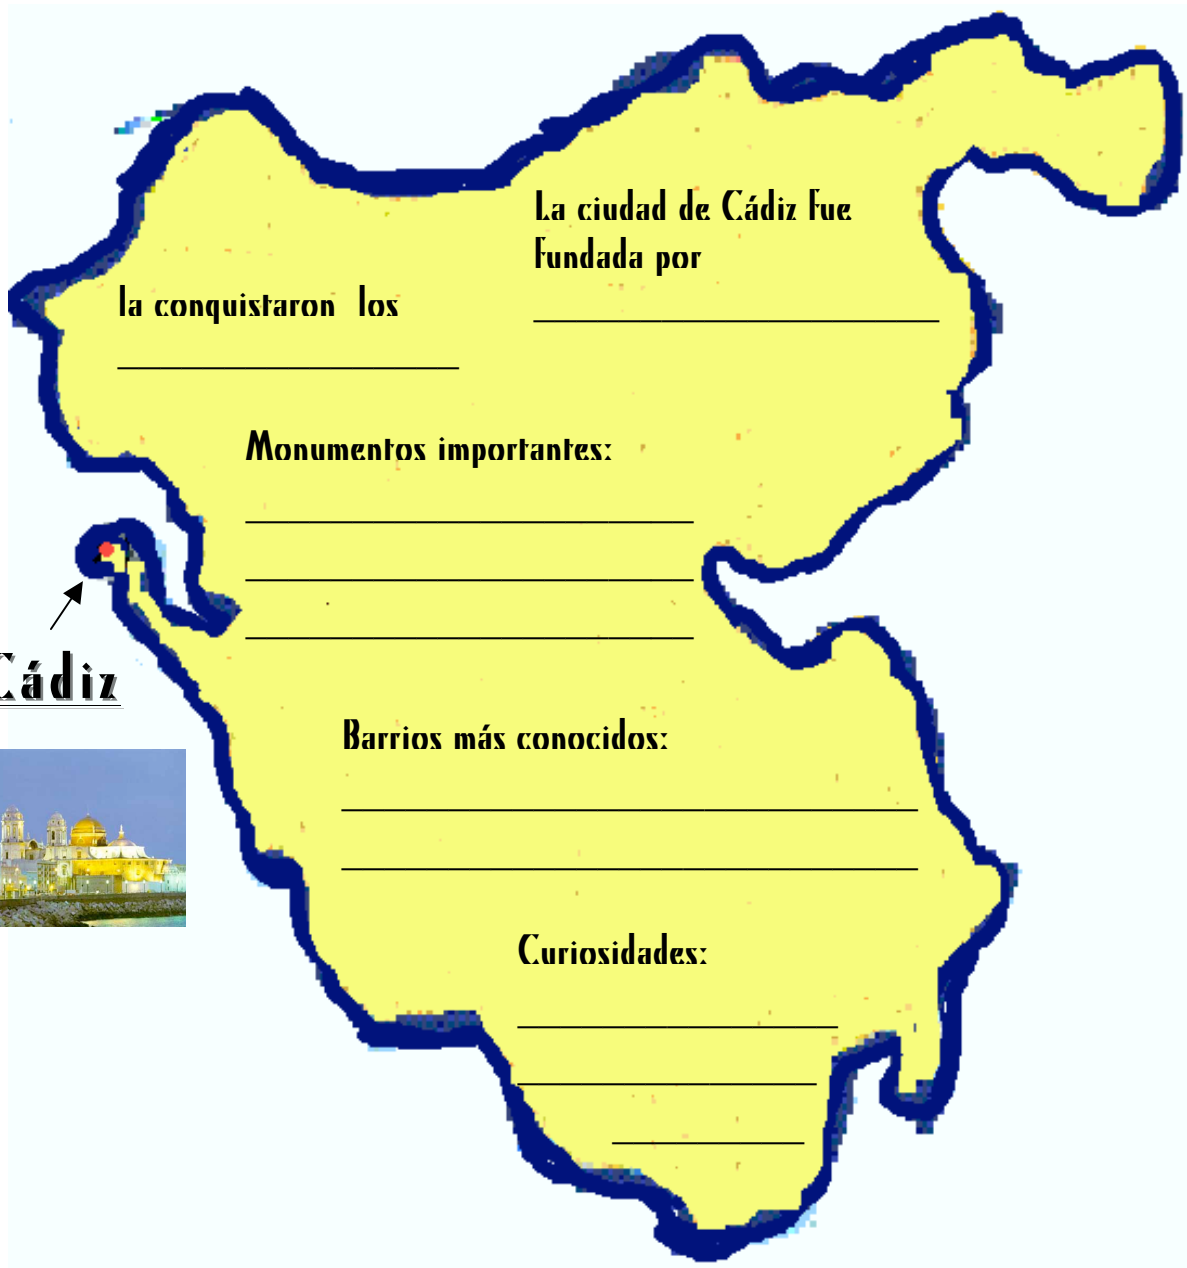 La ciudad de Cádiz fue
fundada por
la conquistaron los
Monumentos importantes:
Cádiz
Barrios más conocidos:
Curiosidades: